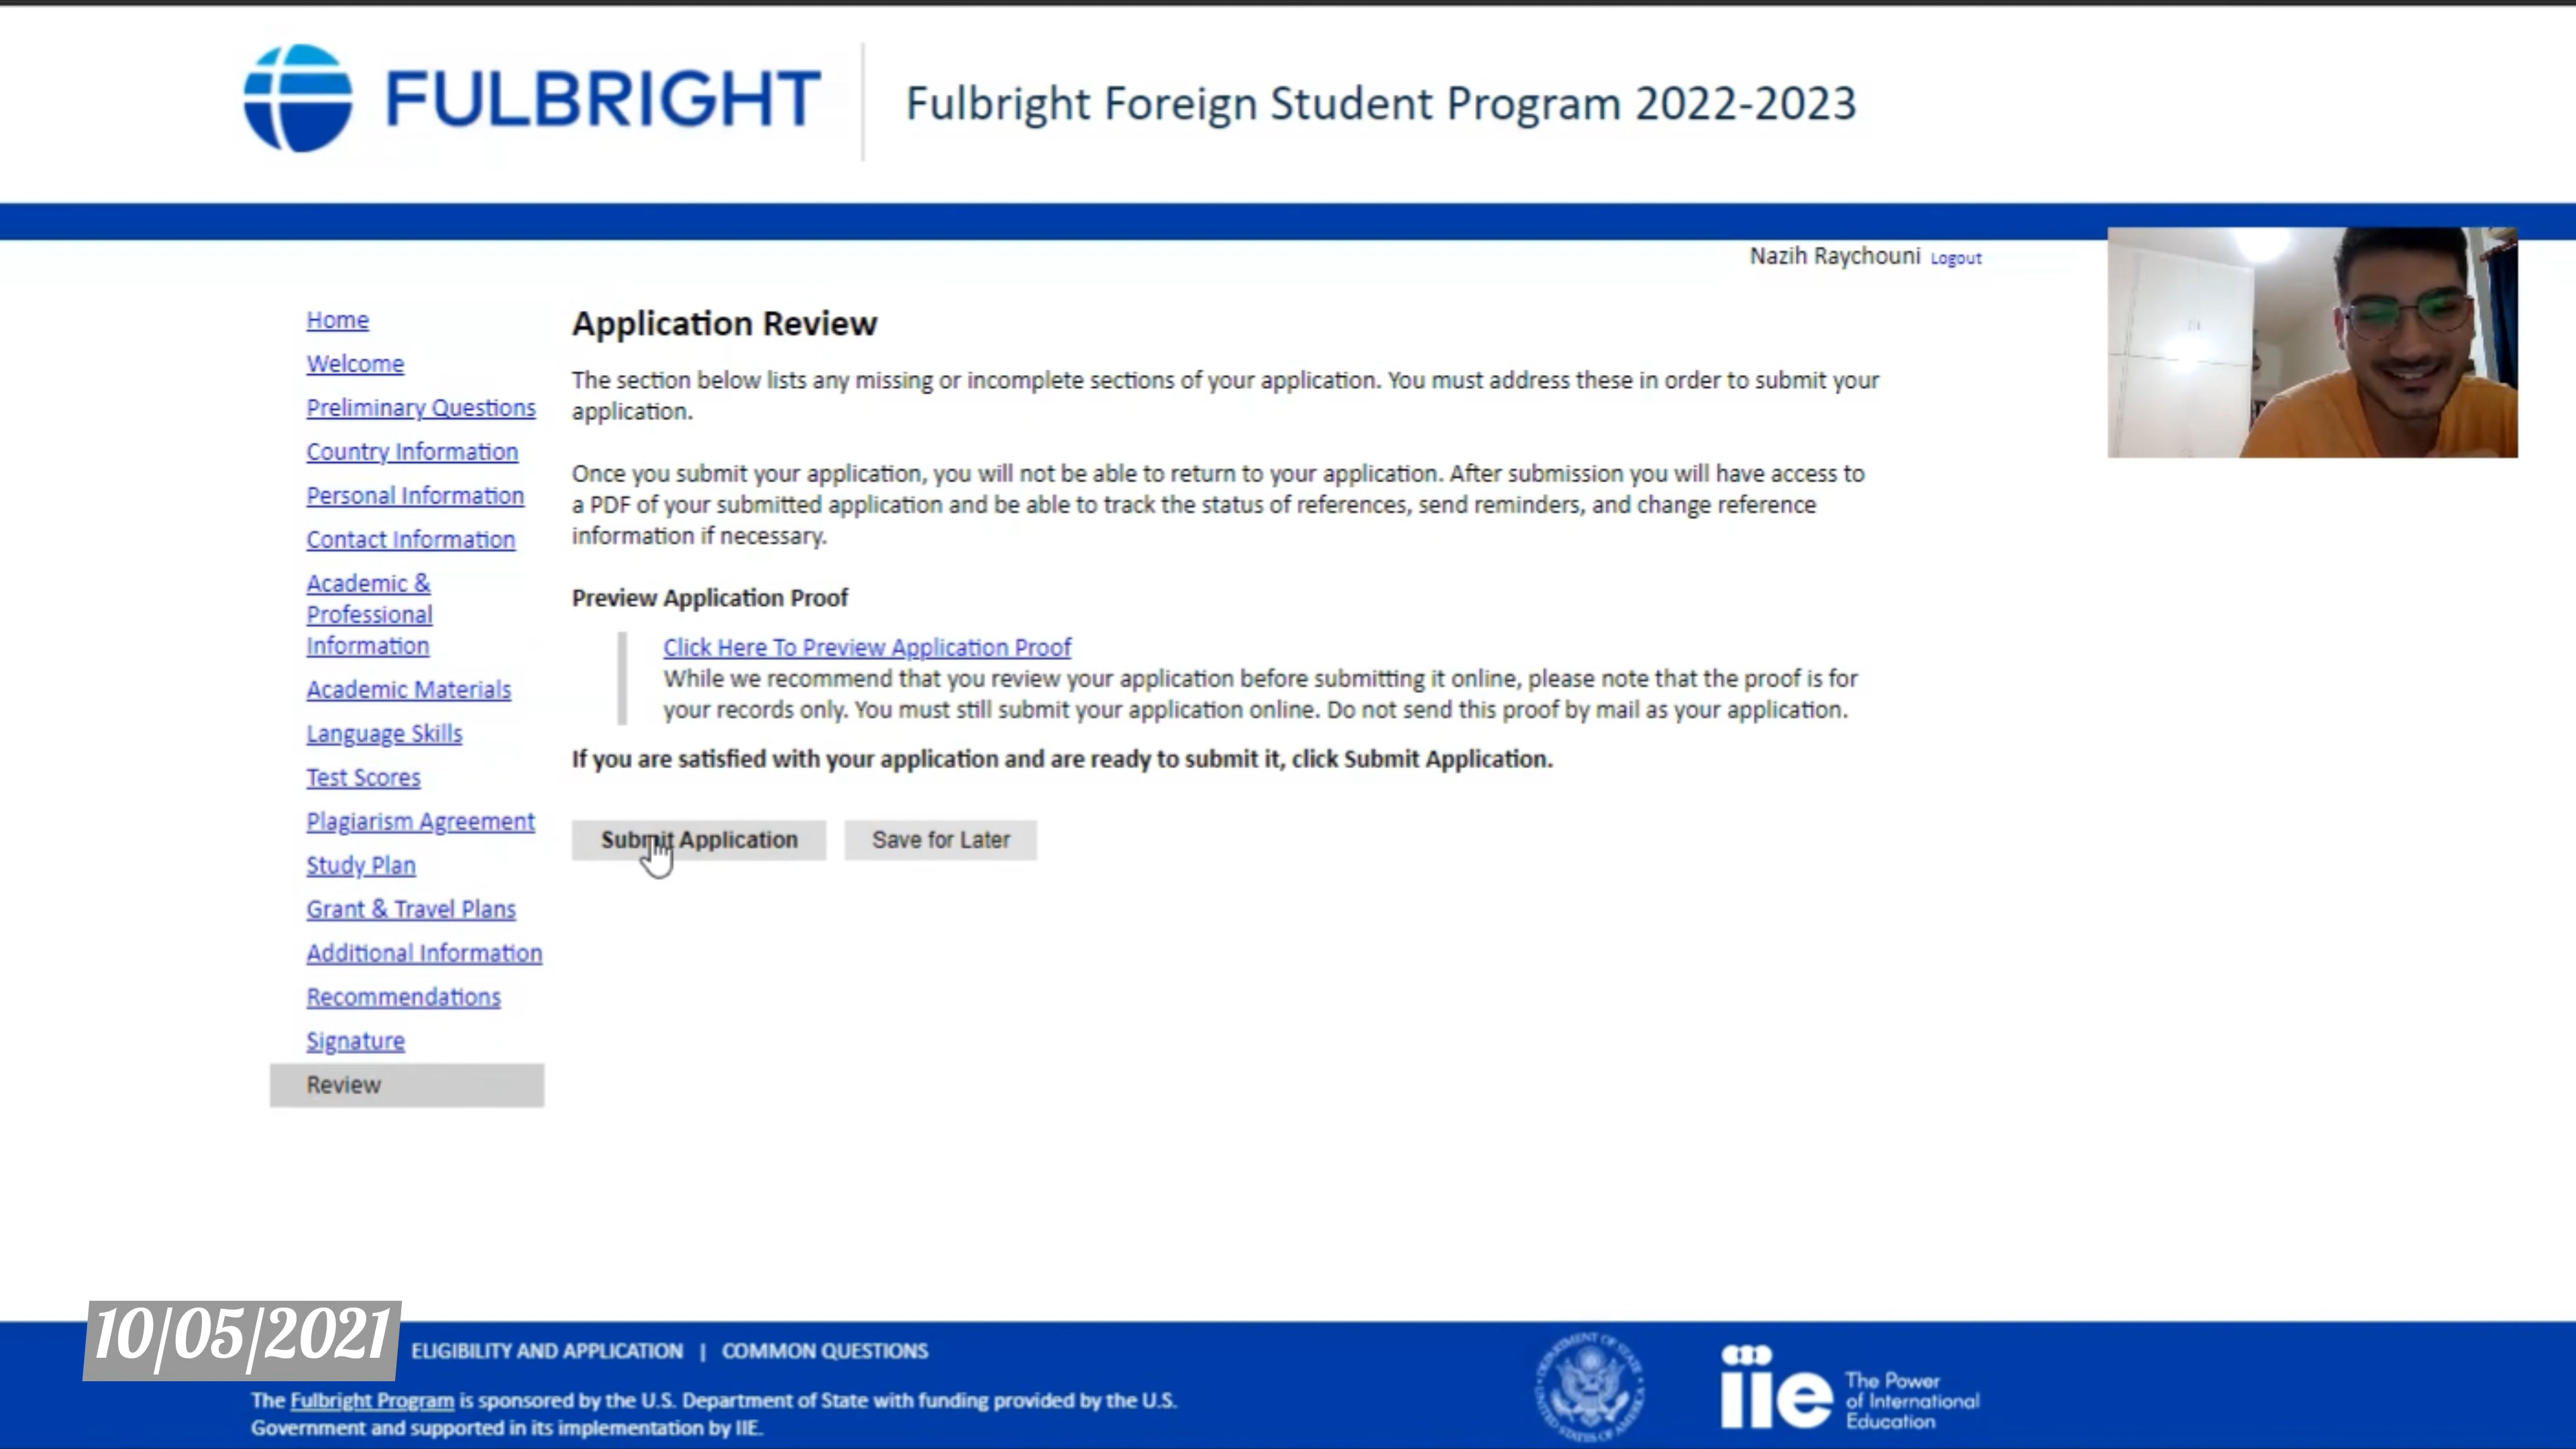 FULBRIGHT
Fulbright Foreign Student Program 2022-2023
Nazih Raychouni Logout
Home
Welcome
Preliminary Questions
Country Information
Personal Information
Contact Information
Academic &
Professional
Information
Academic Materials
Language Skills
Test Scores
Plagiarism Agreement
Study Plan
Grant & Travel Plans
Additional Information
Recommendations
Signature
Review
Application Review
The section below lists any missing or incomplete sections of your application. You must address these in order to submit your
application.
Once you submit your application, you will not be able to return to your application. After submission you will have access to
a PDF of your submitted application and be able to track the status of references, send reminders, and change reference
information if necessary.
Preview Application Proof
Click Here To Preview Application Proof
While we recommend that you review your application before submitting it online, please note that the proof is for
your records only. You must still submit your application online. Do not send this proof by mail as your application.
If you are satisfied with your application and are ready to submit it, click Submit Application.
Submit Application
Save for Later
10/05/2021
ELIGIBILITY AND APPLICATION | COMMON QUESTIONS
The Fulbright Program is sponsored by the U.S. Department of State with funding provided by the U.S.
Government and supported in its implementation by IIE.
DEPARTMENT OF STATE
UNITED STATES OF AMERICA
iie
The Power
of International
Education